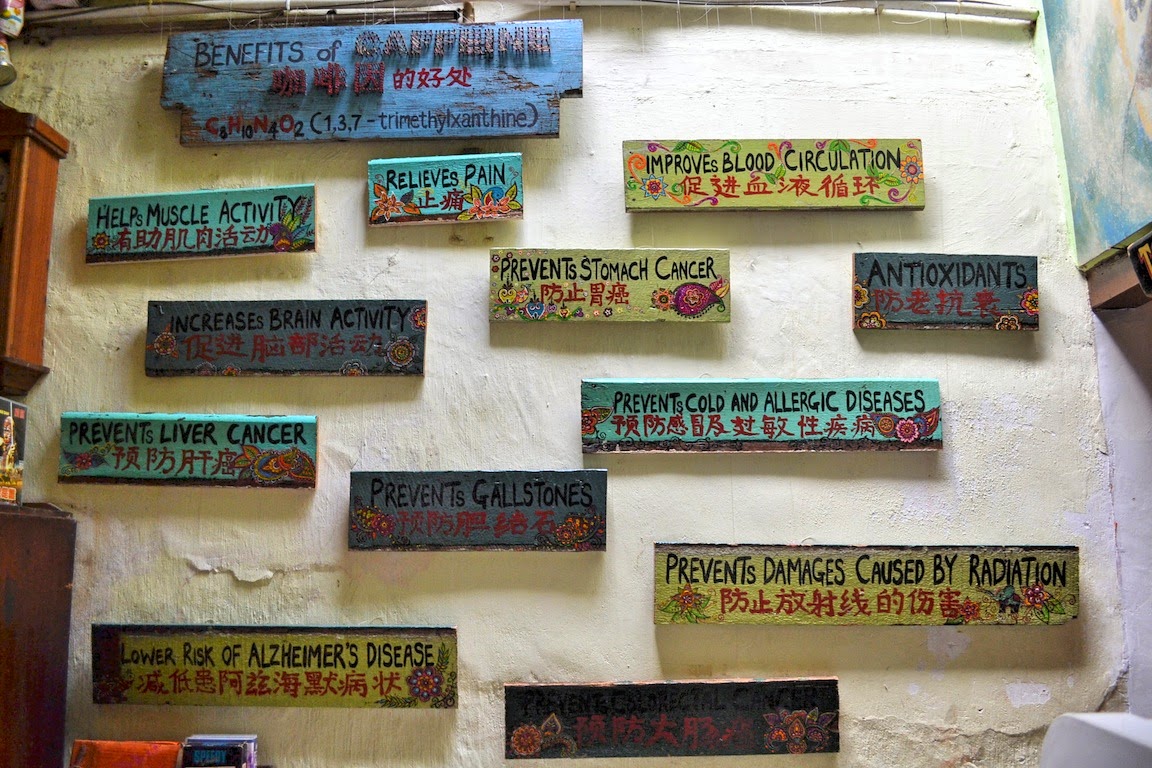 BENEFITS of CAFFEINE
咖啡因的好处
C8H10N4O2 (1,3,7-trimethylxanthine)
IMPROVES BLOOD CIRCULATION
促进血液循环
RELIEVES PAIN
止痛
HELPS MUSCLE ACTIVITY
有助肌肉活动
PREVENTS STOMACH CANCER
防止胃癌
ANTIOXIDANTS
防老抗衰
INCREASES BRAIN ACTIVITY
促进脑部活动
PREVENTS COLD AND ALLERGIC DISEASES
预防感冒及过敏性疾病
PREVENTS LIVER CANCER
预防肝癌
PREVENTS GALLSTONES
预防胆结石
PREVENTS DAMAGES CAUSED BY RADIATION
防止放射线的伤害
LOWER RISK OF ALZHEIMER'S DISEASE
减低患阿兹海默病状
PREVENTS COLORECTAL CANCER
预防大肠癌
SPEEDY